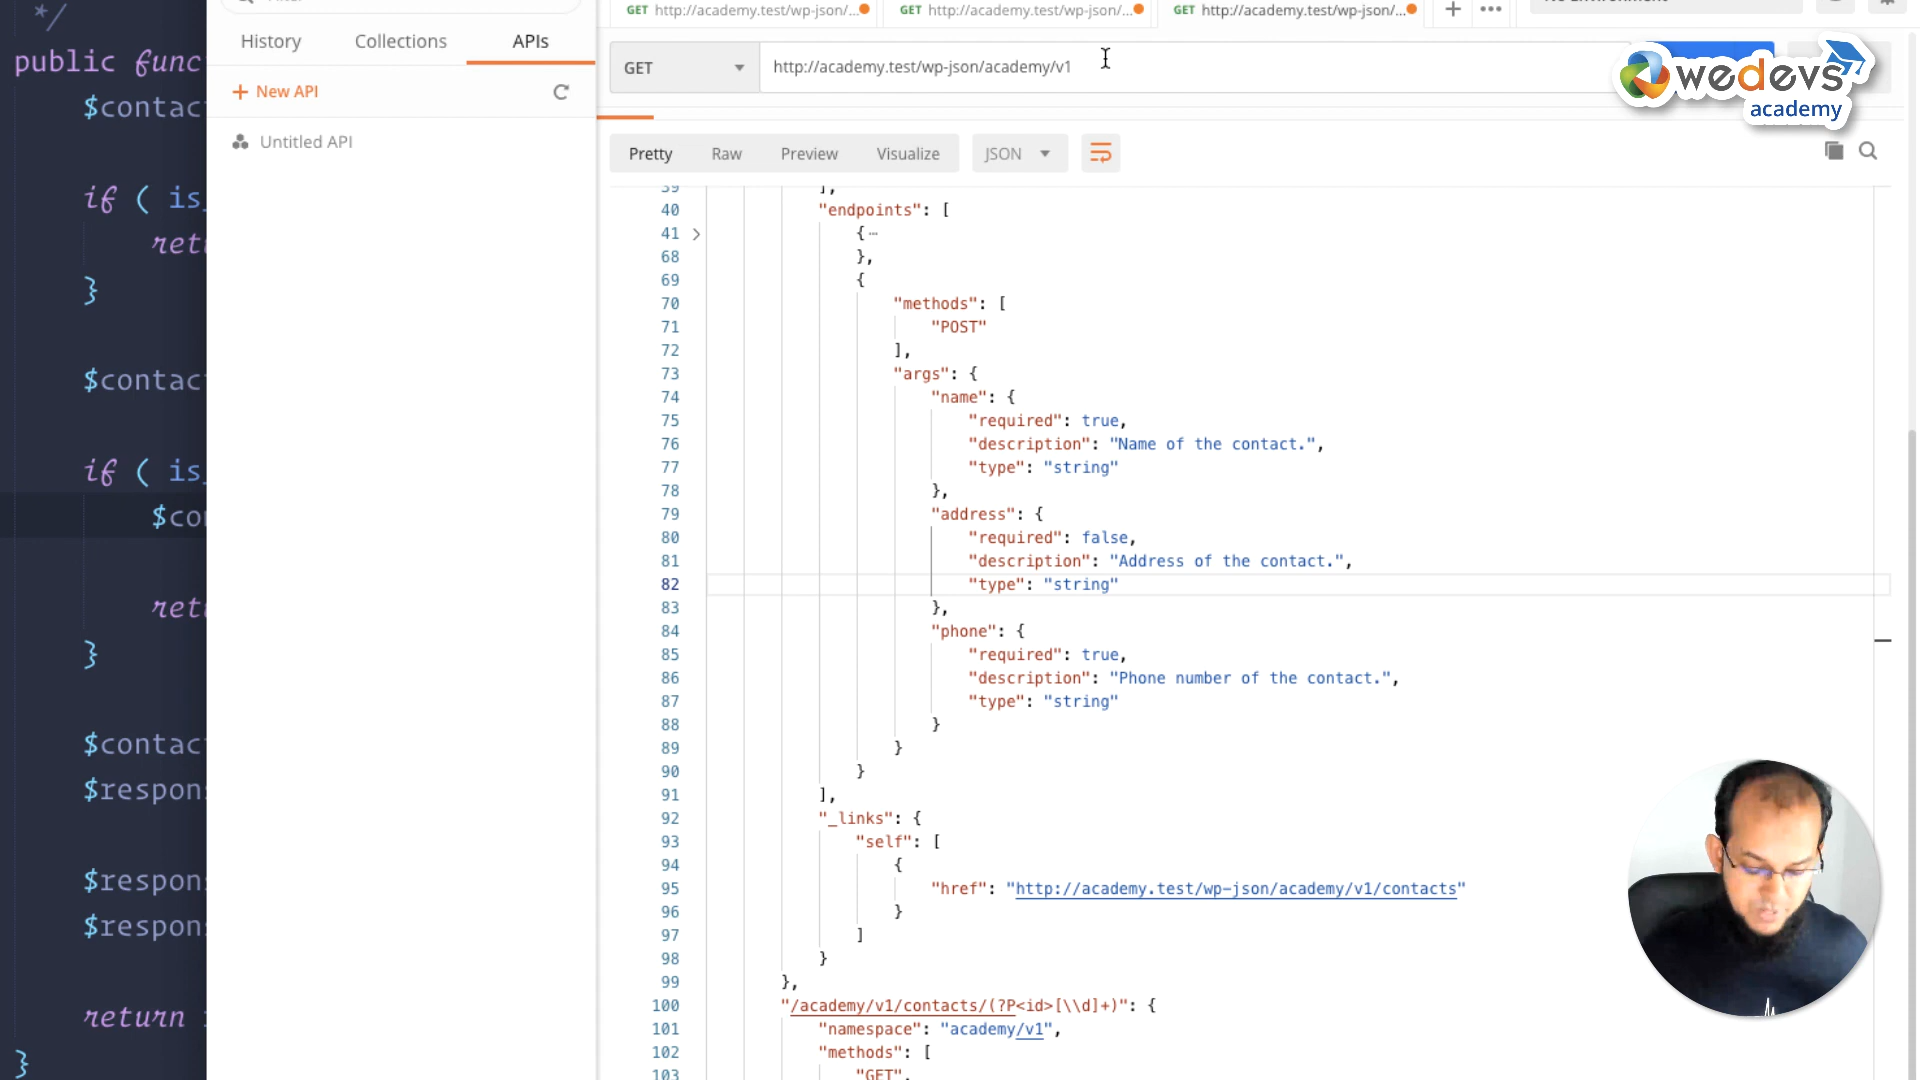 */
public func
$contac
if ( is_
ret
}
$contac
if ( is_
$co
ret
}
$contac
$respon
$respon
$respon
return
}
History
Collections
APIs
+ New API
Untitled API
GET http://academy.test/wp-json/...
GET http://academy.test/wp-json/...
GET http://academy.test/wp-json/...
+
GET
http://academy.test/wp-json/academy/v1
wedevs
academy
Pretty
Raw
Preview
Visualize
JSON
39 ],
40 "endpoints": [
41 {
68 },
69 {
70 "methods": [
71 "POST"
72 ],
73 "args": {
74 "name": {
75 "required": true,
76 "description": "Name of the contact.",
77 "type": "string"
78 },
79 "address": {
80 "required": false,
81 "description": "Address of the contact.",
82 "type": "string"
83 },
84 "phone": {
85 "required": true,
86 "description": "Phone number of the contact.",
87 "type": "string"
88 }
89 }
90 }
91 ],
92 "_links": {
93 "self": [
94 {
95 "href": "http://academy.test/wp-json/academy/v1/contacts"
96 }
97 ]
98 }
99 },
100 "/academy/v1/contacts/(?P<id>[\\d]+)": {
101 "namespace": "academy/v1",
102 "methods": [
103 "GET",